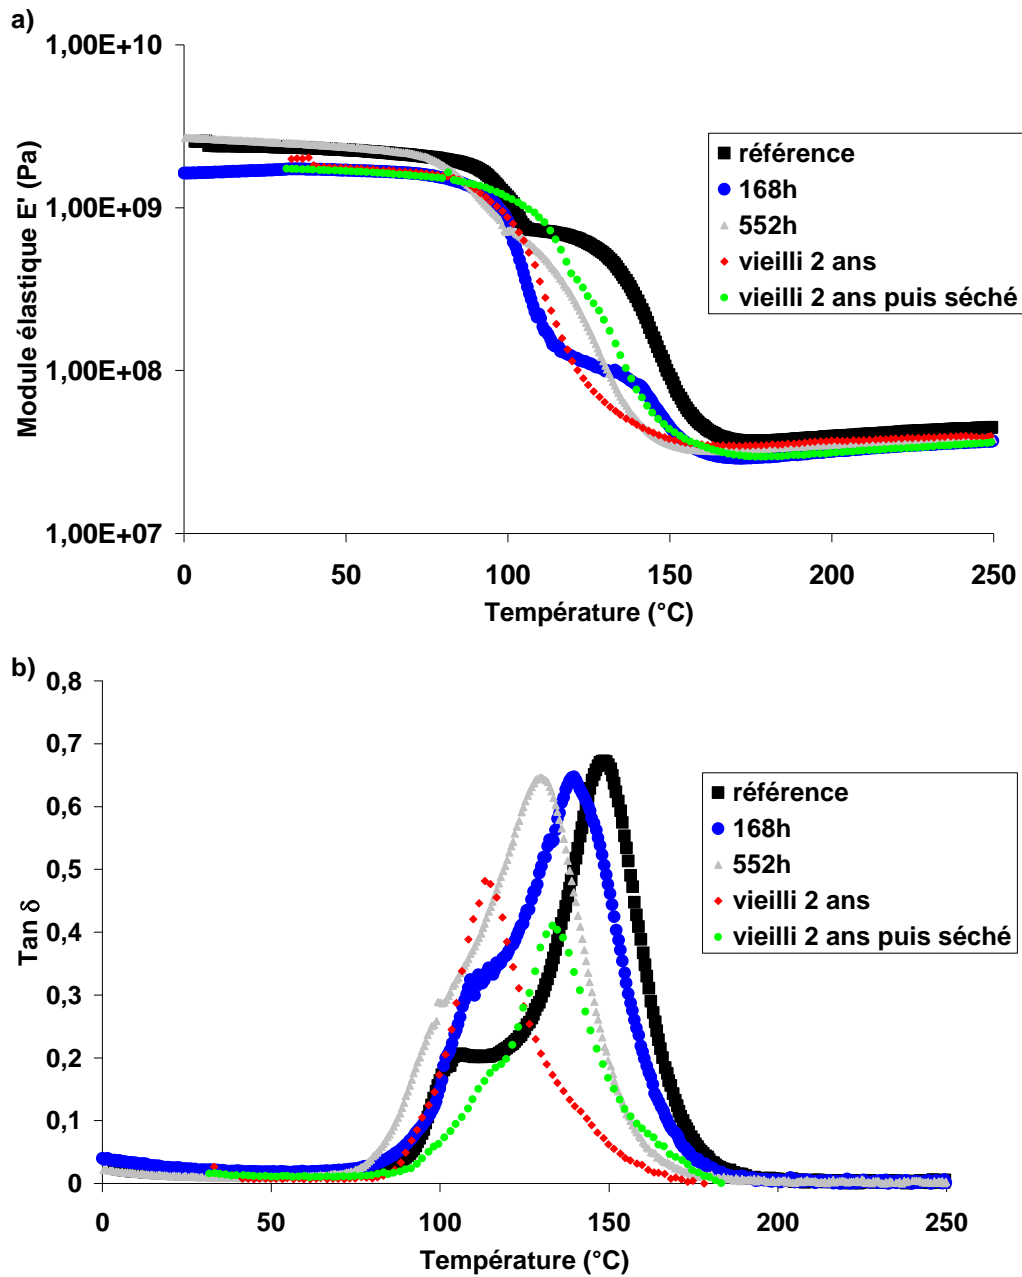 a)
1,00E+10
1,00E+09
1,00E+08
1,00E+07
Module élastique E' (Pa)
0
50
100
150
200
250
Température (°C)
référence
168h
552h
vieilli 2 ans
vieilli 2 ans puis séché
b)
0,8
0,7
0,6
0,5
0,4
0,3
0,2
0,1
0
Tan δ
0
50
100
150
200
250
Température (°C)
référence
168h
552h
vieilli 2 ans
vieilli 2 ans puis séché